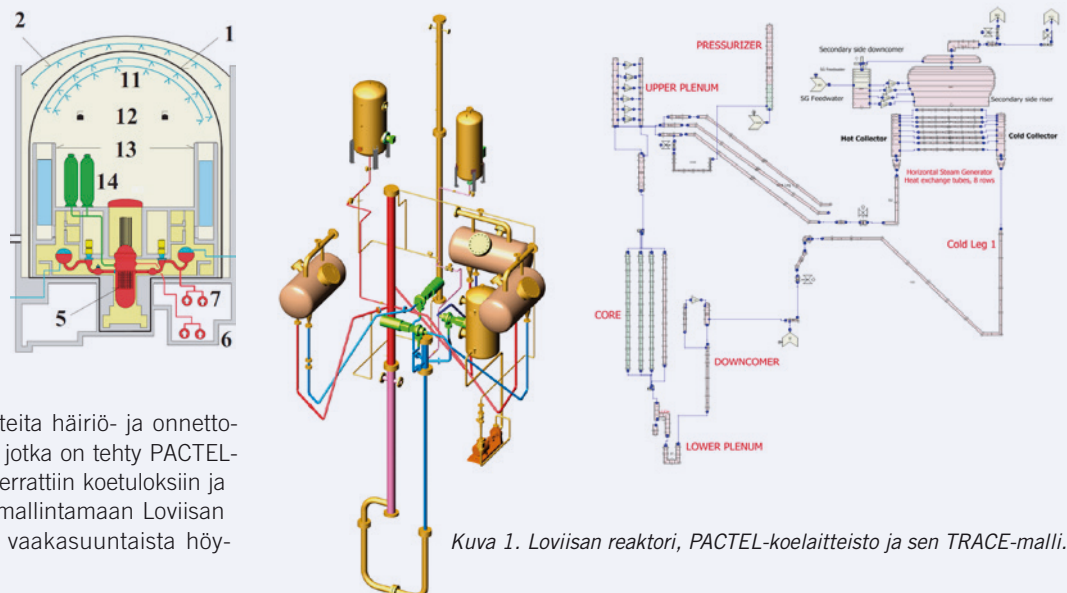 2
1
11
12
13
14
5
7
6
PRESSURIZER
UPPER PLENUM
Secondary side downcomer
SG Feedwater
SG Feedwater
Secondary side riser
Hot Collector
Cold Collector
Horizontal Steam Generator
Heat exchange tubes, 8 rows
Cold Leg 1
CORE
DOWNCOMER
LOWER PLENUM
teita häiriö- ja onnetto-
jotka on tehty PACTEL-
errattiin koetuloksiin ja
mallintamaan Loviisan
vaakasuuntaista höy-
Kuva 1. Loviisan reaktori, PACTEL-koelaitteisto ja sen TRACE-malli.